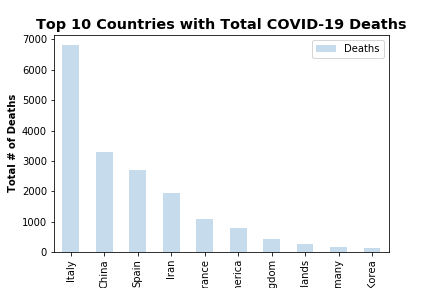 Top 10 Countries with Total COVID-19 Deaths
Deaths
Total # of Deaths
7000
6000
5000
4000
3000
2000
1000
0
Italy
China
Spain
Iran
rance
erica
gdom
lands
many
Korea